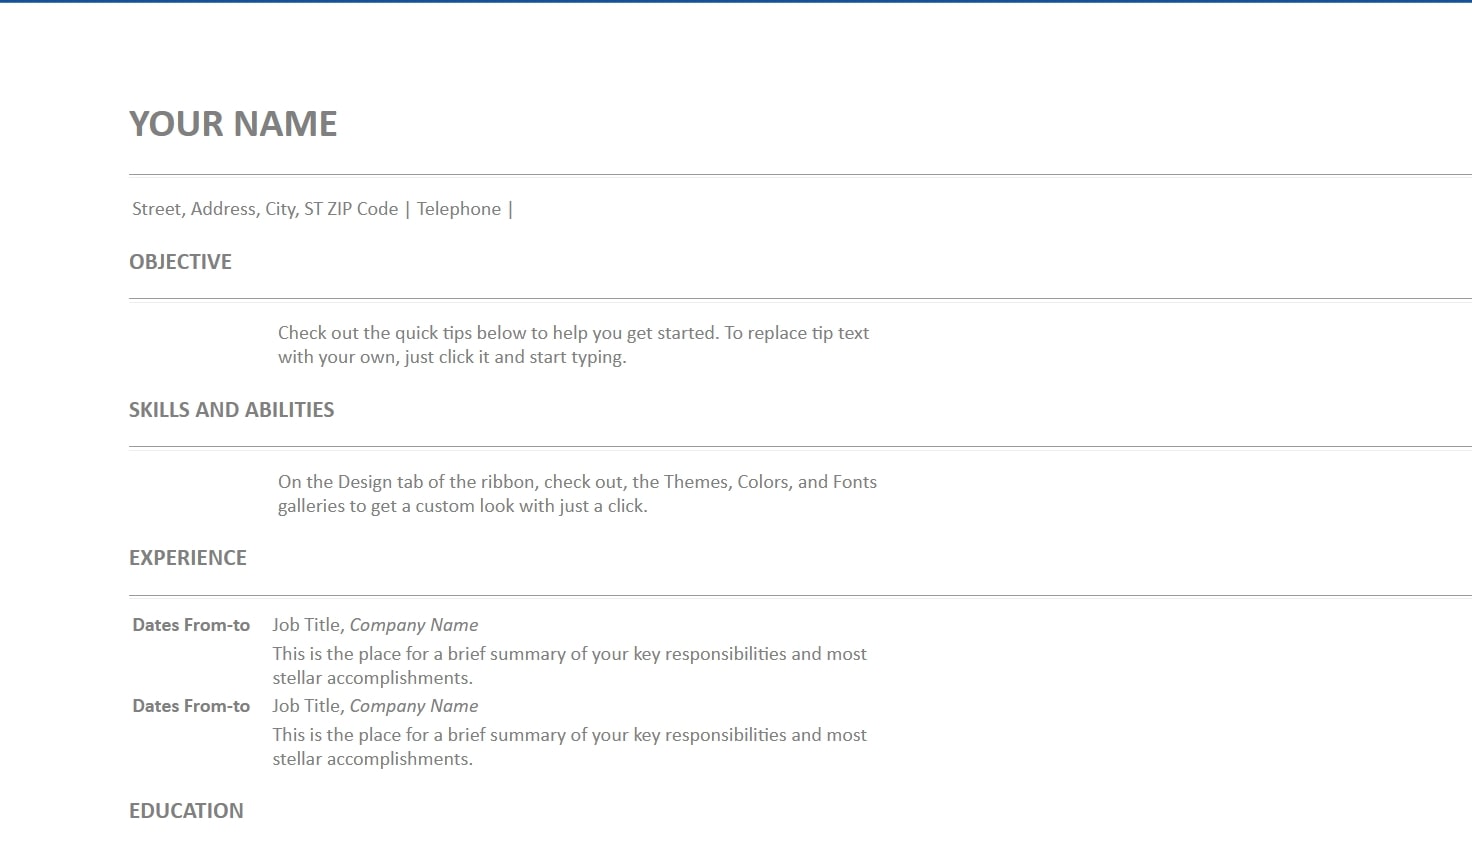 YOUR NAME
Street, Address, City, ST ZIP Code | Telephone |
OBJECTIVE
Check out the quick tips below to help you get started. To replace tip text
with your own, just click it and start typing.
SKILLS AND ABILITIES
On the Design tab of the ribbon, check out, the Themes, Colors, and Fonts
galleries to get a custom look with just a click.
EXPERIENCE
Dates From-to Job Title, Company Name
This is the place for a brief summary of your key responsibilities and most
stellar accomplishments.
Dates From-to Job Title, Company Name
This is the place for a brief summary of your key responsibilities and most
stellar accomplishments.
EDUCATION